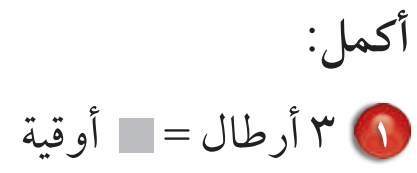 أكمل:
١ ٣ أرطال = ■ أوقية